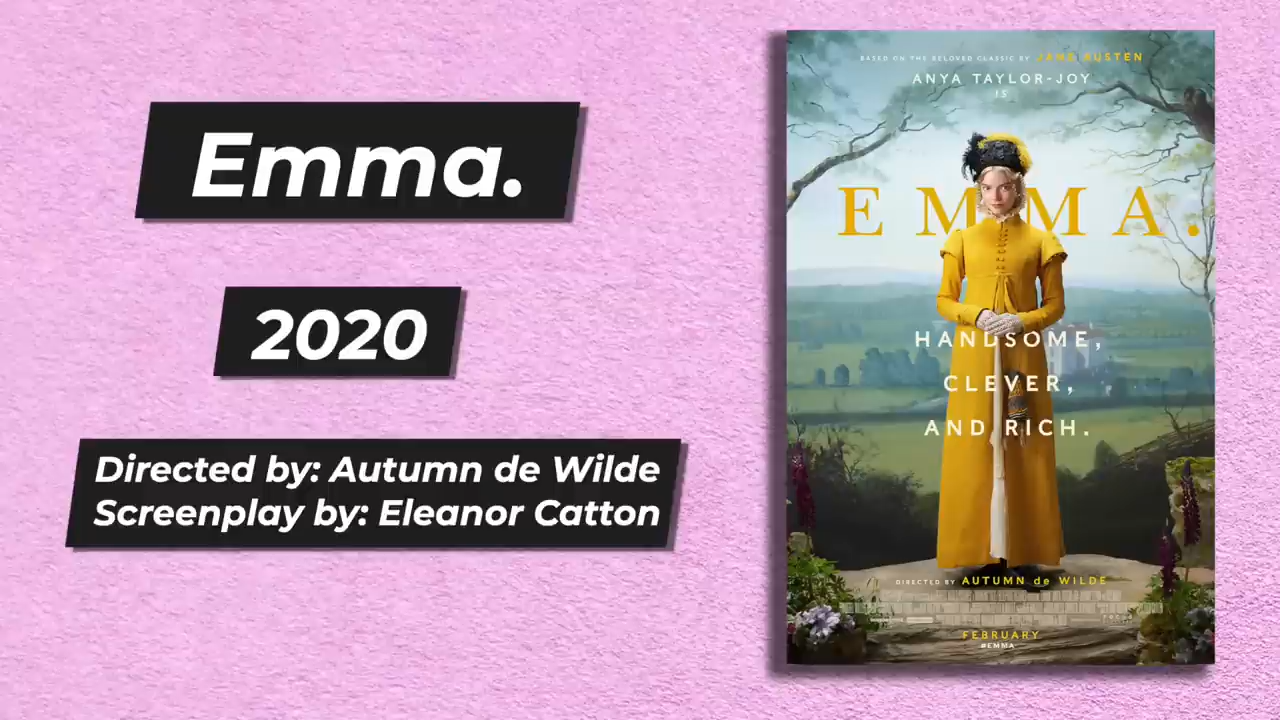 Emma.
2020
Directed by: Autumn de Wilde
Screenplay by: Eleanor Catton
BASED ON THE BELOVED CLASSIC BY JANE AUSTEN
ANYA TAYLOR-JOY
IS
EMMA.
HANDSOME,
CLEVER,
AND RICH.
DIRECTED BY AUTUMN de WILDE
FEBRUARY
#EMMA